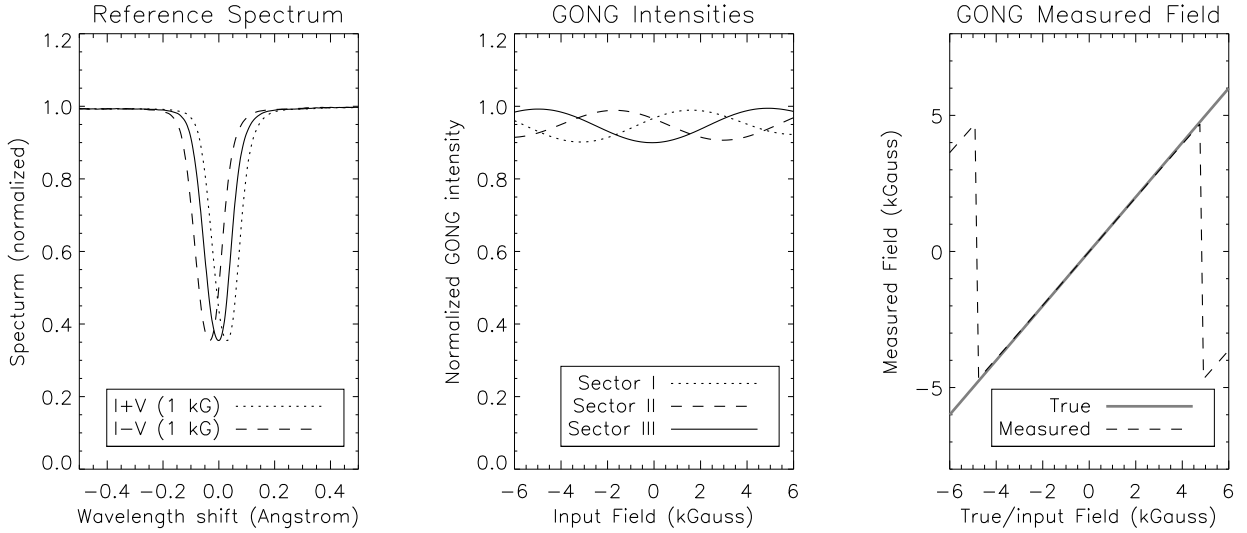 Reference Spectrum
Specturm (normalized)
1.2
1.0
0.8
0.6
0.4
0.2
0.0
I+V (1 kG)
I−V (1 kG)
−0.4 −0.2 0.0 0.2 0.4
Wavelength shift (Angstrom)
GONG Intensities
Normalized GONG intensity
1.2
1.0
0.8
0.6
0.4
0.2
0.0
Sector I
Sector II
Sector III
−6 −4 −2 0 2 4 6
Input Field (kGauss)
GONG Measured Field
Measured Field (kGauss)
5
0
−5
True
Measured
−6 −4 −2 0 2 4 6
True/input Field (kGauss)